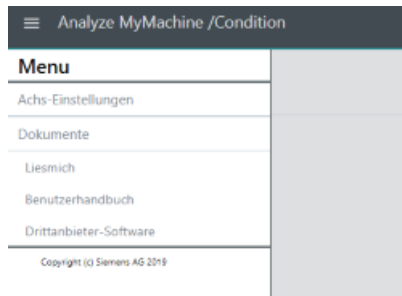 Analyze MyMachine /Condition
Menu
Achs-Einstellungen
Dokumente
Liesmich
Benutzerhandbuch
Drittanbieter-Software
Copyright (c) Siemens AG 2019